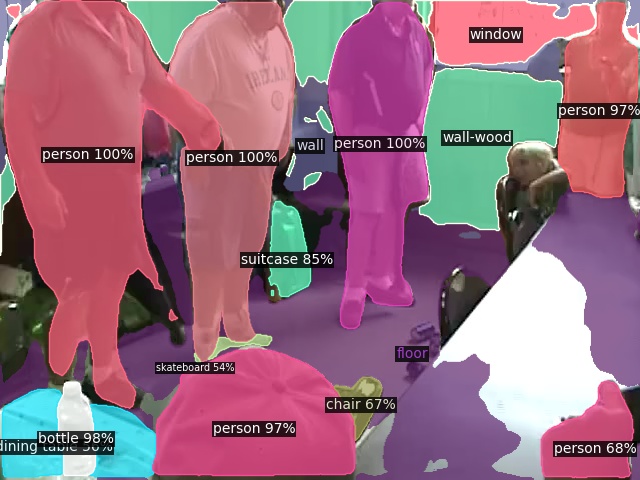 window
person 97%
person 100%
person 100%
person 100%
wall
wall-wood
suitcase 85%
floor
skateboard 54%
chair 67%
person 97%
bottle 98%
dining table
person 68%